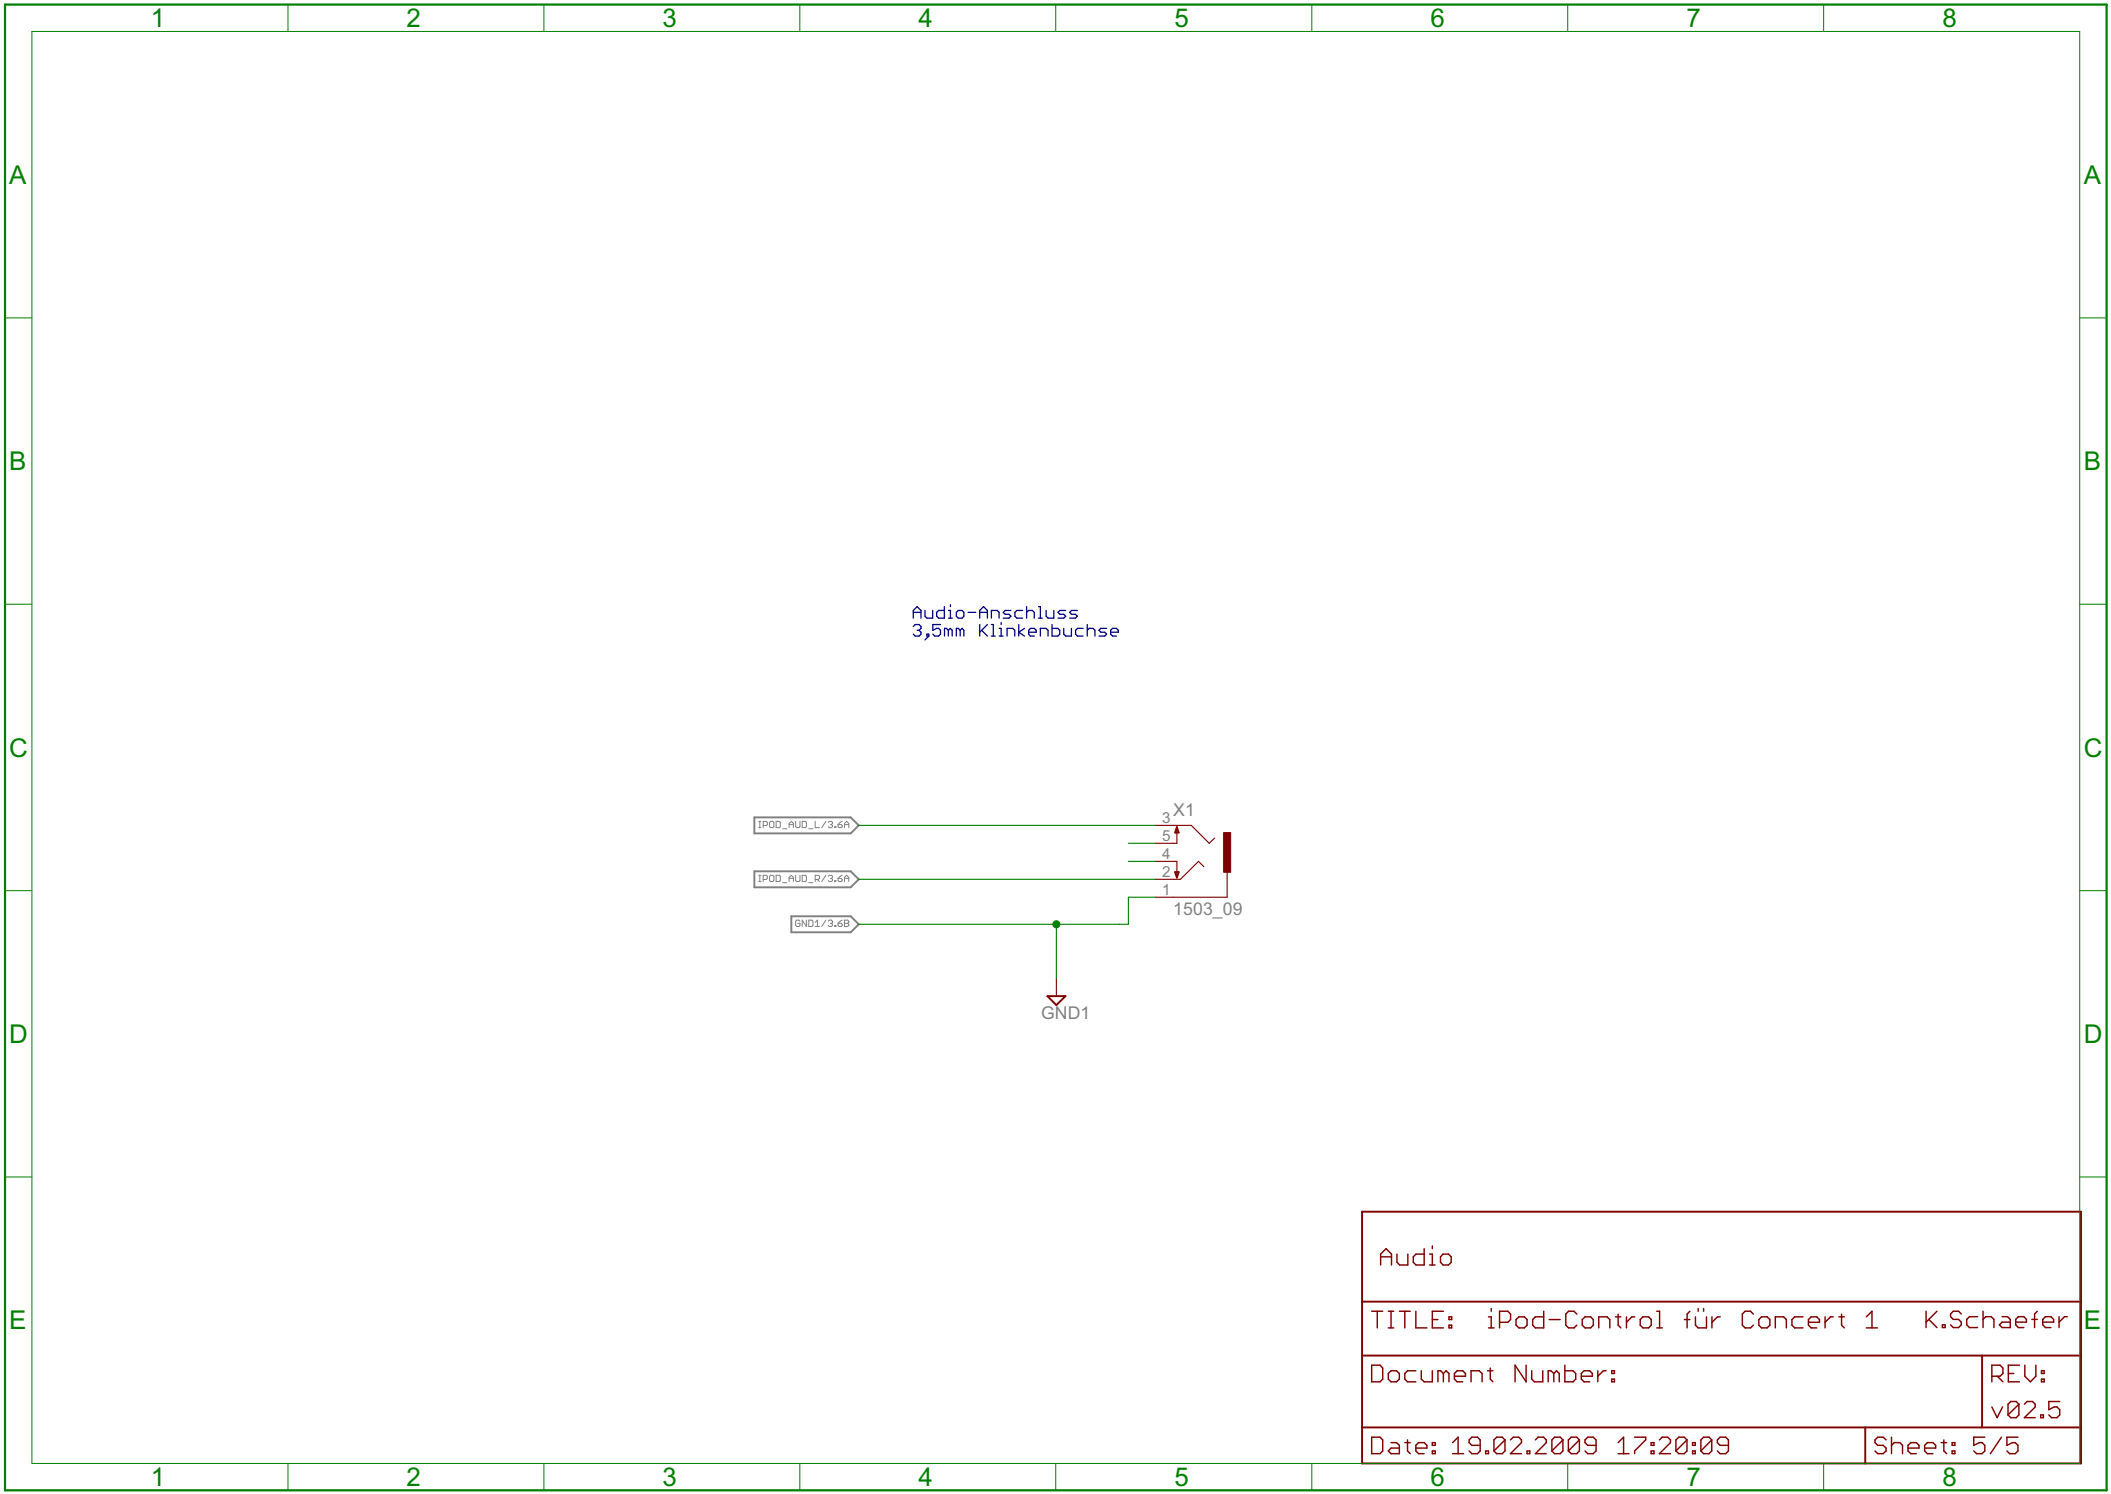 1 2 3 4 5 6 7 8
A A
B B
Audio-Anschluss
3,5mm Klinkenbuchse
C C
X1
3
IPOD_AUD_L/3.6A
5
4
2
IPOD_AUD_R/3.6A
1
1503_09
GND1/3.6B
GND1
D D
Audio
E E
TITLE: iPod-Control für Concert 1 K.Schaefer
Document Number:
REV:
v02.5
Date: 19.02.2009 17:20:09
Sheet: 5/5
1 2 3 4 5 6 7 8